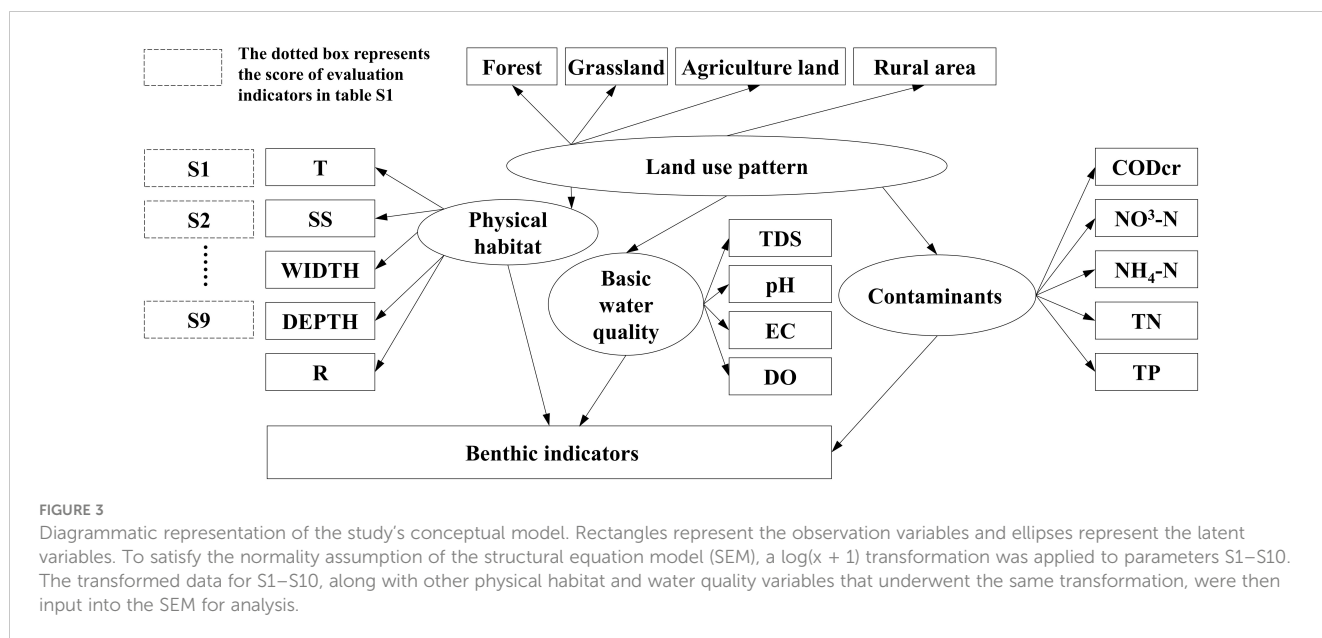 The dotted box represents
the score of evaluation
indicators in table S1
Forest
Grassland
Agriculture land
Rural area
Land use pattern
S1
T
CODcr
S2
SS
Physical
habitat
NO³-N
WIDTH
TDS
Basic
water
quality
pH
NH₄-N
Contaminants
S9
DEPTH
EC
TN
R
DO
TP
Benthic indicators
FIGURE 3
Diagrammatic representation of the study’s conceptual model. Rectangles represent the observation variables and ellipses represent the latent
variables. To satisfy the normality assumption of the structural equation model (SEM), a log(x + 1) transformation was applied to parameters S1–S10.
The transformed data for S1–S10, along with other physical habitat and water quality variables that underwent the same transformation, were then
input into the SEM for analysis.